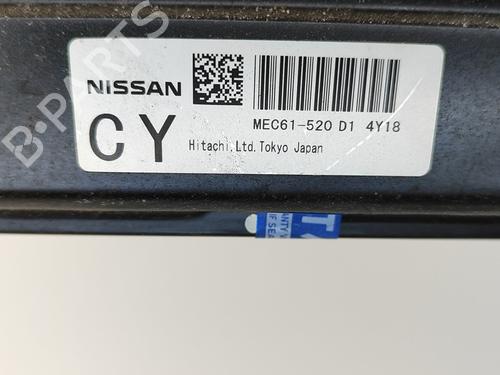 B-PARTS
NISSAN
CY
MEC61-520 D1 4Y18
Hitachi,Ltd.Tokyo Japan